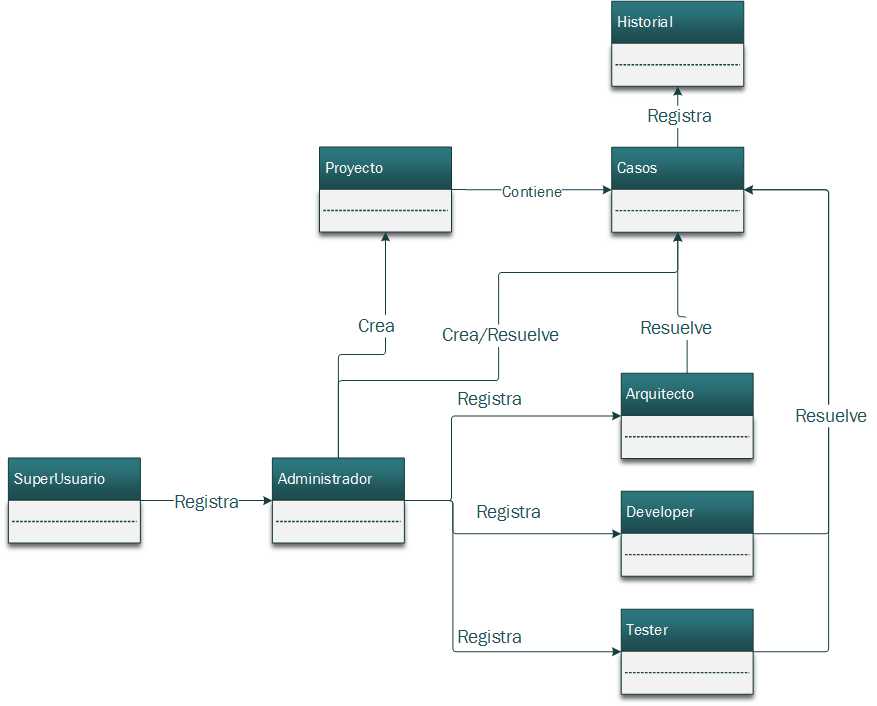 Historial
Registra
Proyecto
Casos
Contiene
Crea
Crea/Resuelve
Resuelve
Arquitecto
Registra
Resuelve
SuperUsuario
Registra
Administrador
Registra
Developer
Registra
Tester